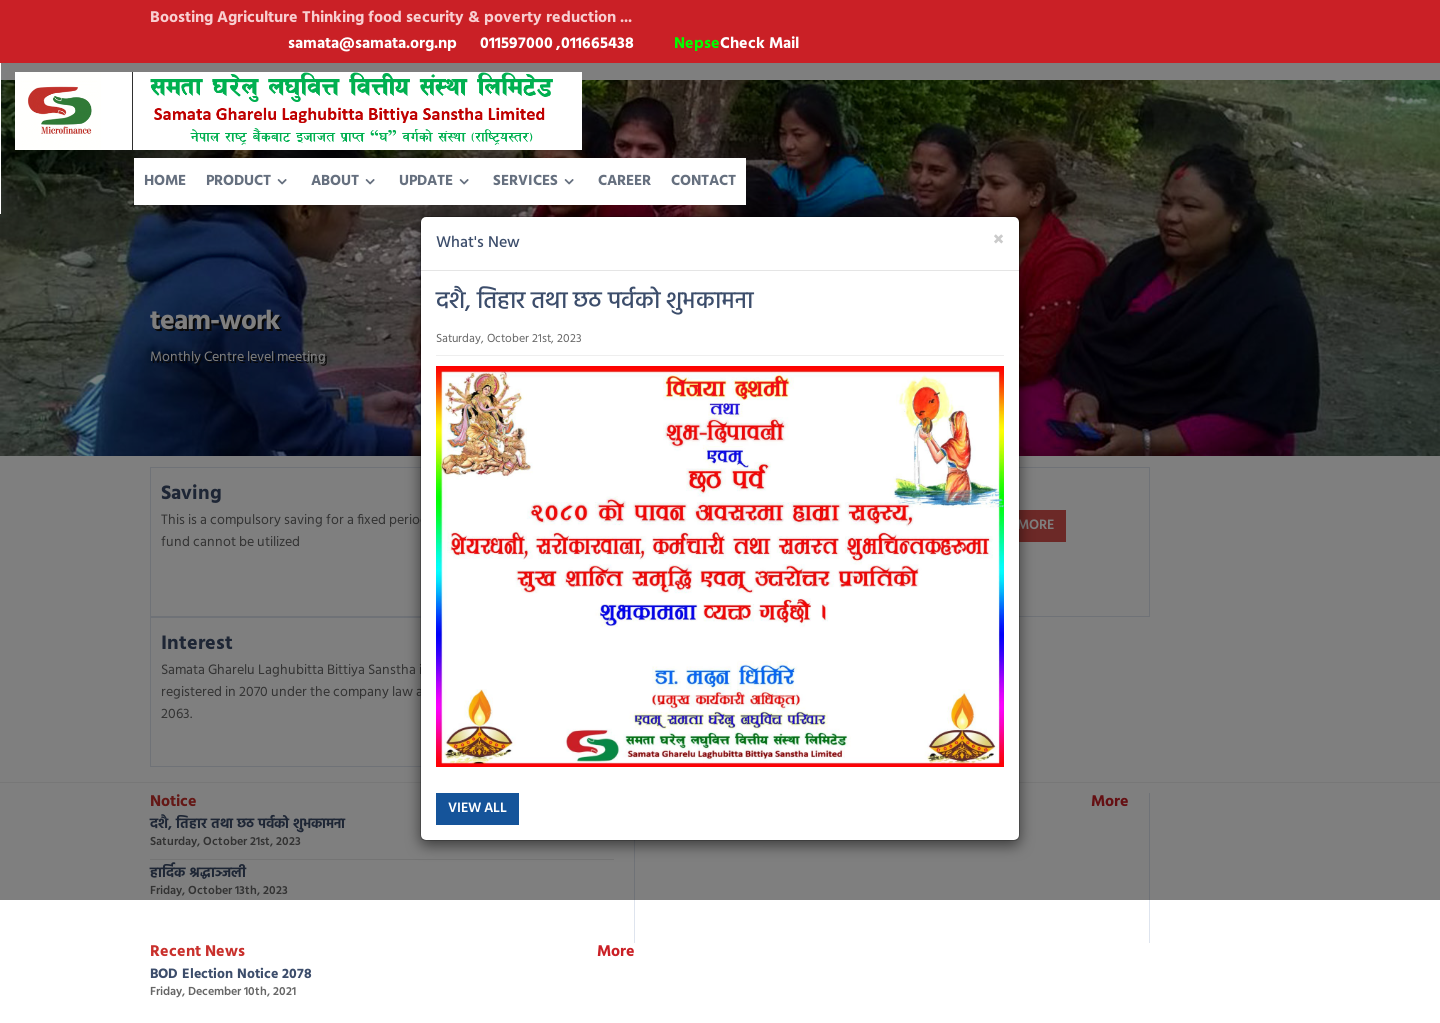 Boosting Agriculture Thinking food security & poverty reduction ...
samata@samata.org.np 011597000 ,011665438 NepseCheck Mail
समता घरेलु लघुवित्त वित्तीय संस्था लिमिटेड
Samata Gharelu Laghubitta Bittiya Sanstha Limited
नेपाल राष्ट्र बैंकबाट इजाजत प्राप्त “घ” वर्गको संस्था (राष्ट्रियस्तर)
Microfinance
HOME PRODUCT ABOUT UPDATE SERVICES CAREER CONTACT
What's New ×
team-work
Monthly Centre level meeting
दशै, तिहार तथा छठ पर्वको शुभकामना
Saturday, October 21st, 2023
विजया दशमी
तथा
शुभ-दिपावली
एवम्
छठ पर्व
२०८० को पावन अवसरमा हाम्रा सदस्य,
शेयरधनी, सरोकारवाला, कर्मचारी तथा समस्त शुभचिन्तकहरूमा
सुख शान्ति समृद्धि एवम् उत्तरोत्तर प्रगतिको
शुभकामना व्यक्त गर्दछौं ।
डा. मदन घिमिरे
(प्रमुख कार्यकारी अधिकृत)
एवम् समता घरेलु लघुवित्त परिवार
समता घरेलु लघुवित्त वित्तीय संस्था लिमिटेड
Samata Gharelu Laghubitta Bittiya Sanstha Limited
VIEW ALL
Saving
This is a compulsory saving for a fixed
fund cannot be utilized
MORE
Interest
Samata Gharelu Laghubitta Bittiya Sanstha
registered in 2070 under the company law
2063.
Notice
More
दशै, तिहार तथा छठ पर्वको शुभकामना
Saturday, October 21st, 2023
हार्दिक श्रद्धाञ्जली
Friday, October 13th, 2023
Recent News More
BOD Election Notice 2078
Friday, December 10th, 2021